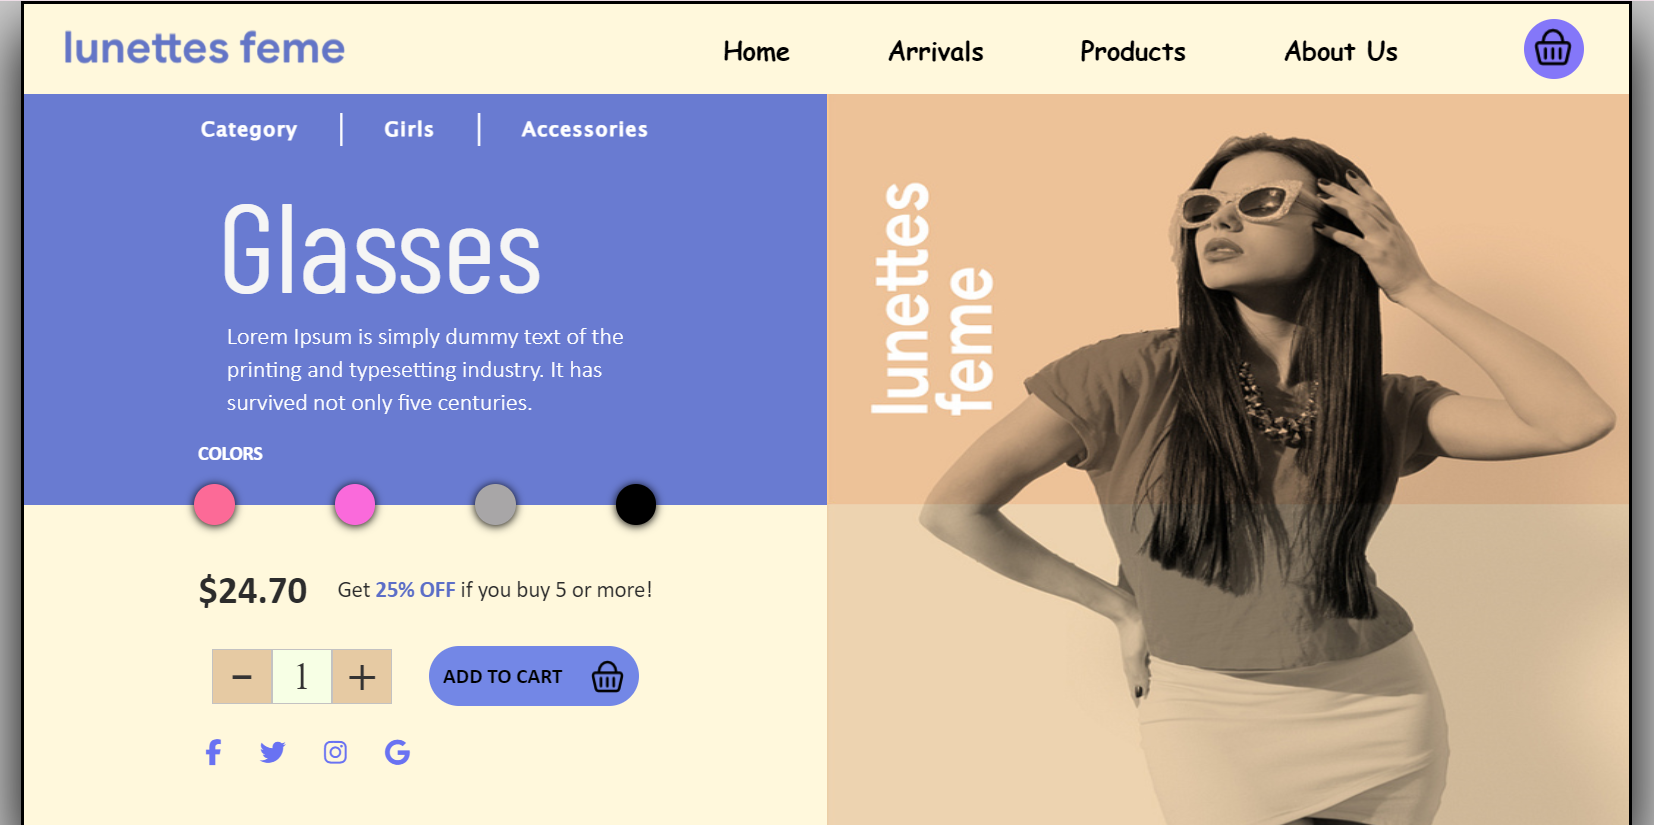 lunettes feme
Home
Arrivals
Products
About Us
Category
Girls
Accessories
Glasses
Lorem Ipsum is simply dummy text of the
printing and typesetting industry. It has
survived not only five centuries.
COLORS
$24.70
Get 25% OFF if you buy 5 or more!
- 1 +
ADD TO CART
lunettes
feme